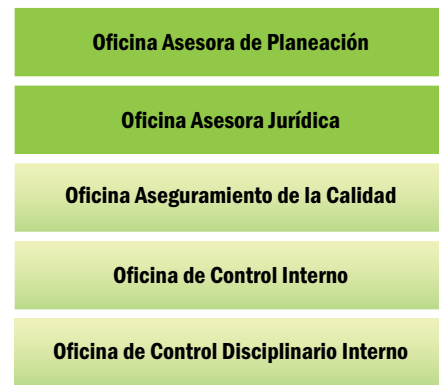 Oficina Asesora de Planeación
Oficina Asesora Jurídica
Oficina Aseguramiento de la Calidad
Oficina de Control Interno
Oficina de Control Disciplinario Interno